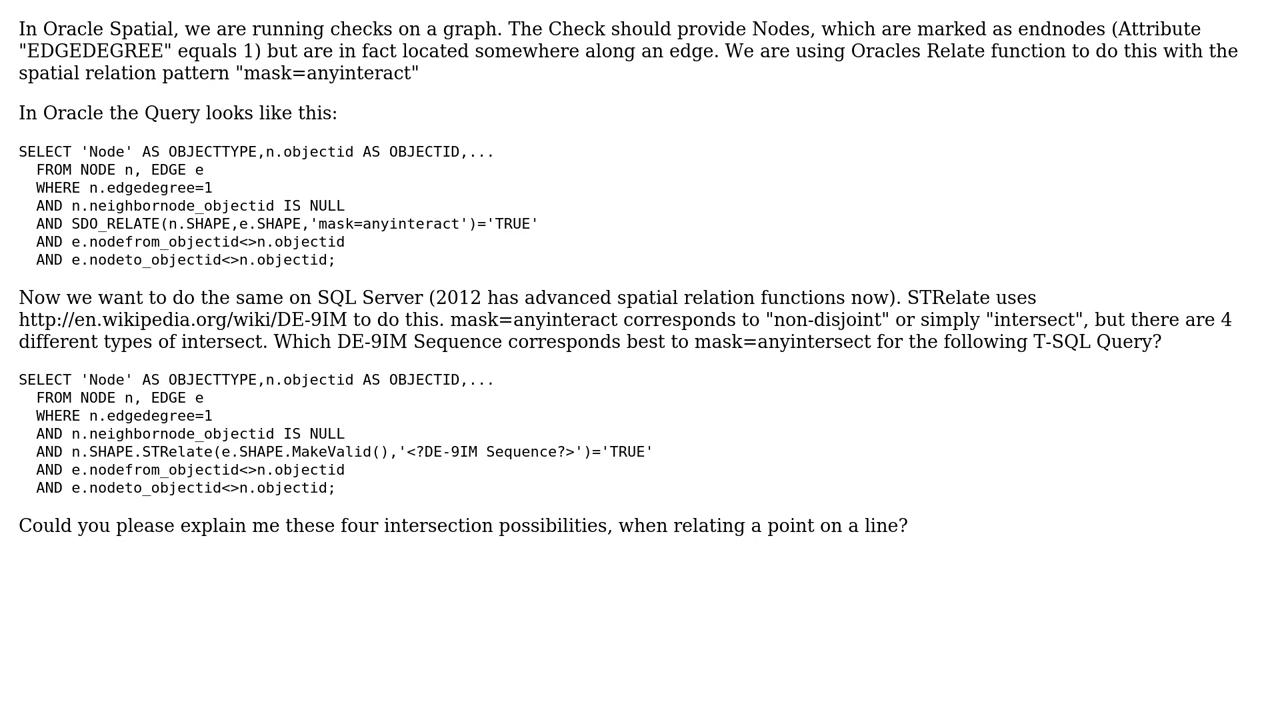 In Oracle Spatial, we are running checks on a graph. The Check should provide Nodes, which are marked as endnodes (Attribute
"EDGEDEGREE" equals 1) but are in fact located somewhere along an edge. We are using Oracles Relate function to do this with the
spatial relation pattern "mask=anyinteract"
In Oracle the Query looks like this:
SELECT 'Node' AS OBJECTTYPE,n.objectid AS OBJECTID,...
  FROM NODE n, EDGE e
  WHERE n.edgedegree=1
  AND n.neighbornode_objectid IS NULL
  AND SDO_RELATE(n.SHAPE,e.SHAPE,'mask=anyinteract')='TRUE'
  AND e.nodefrom_objectid<>n.objectid
  AND e.nodeto_objectid<>n.objectid;
Now we want to do the same on SQL Server (2012 has advanced spatial relation functions now). STRelate uses
http://en.wikipedia.org/wiki/DE-9IM to do this. mask=anyinteract corresponds to "non-disjoint" or simply "intersect", but there are 4
different types of intersect. Which DE-9IM Sequence corresponds best to mask=anyintersect for the following T-SQL Query?
SELECT 'Node' AS OBJECTTYPE,n.objectid AS OBJECTID,...
  FROM NODE n, EDGE e
  WHERE n.edgedegree=1
  AND n.neighbornode_objectid IS NULL
  AND n.SHAPE.STRelate(e.SHAPE.MakeValid(),'<?DE-9IM Sequence?>')='TRUE'
  AND e.nodefrom_objectid<>n.objectid
  AND e.nodeto_objectid<>n.objectid;
Could you please explain me these four intersection possibilities, when relating a point on a line?